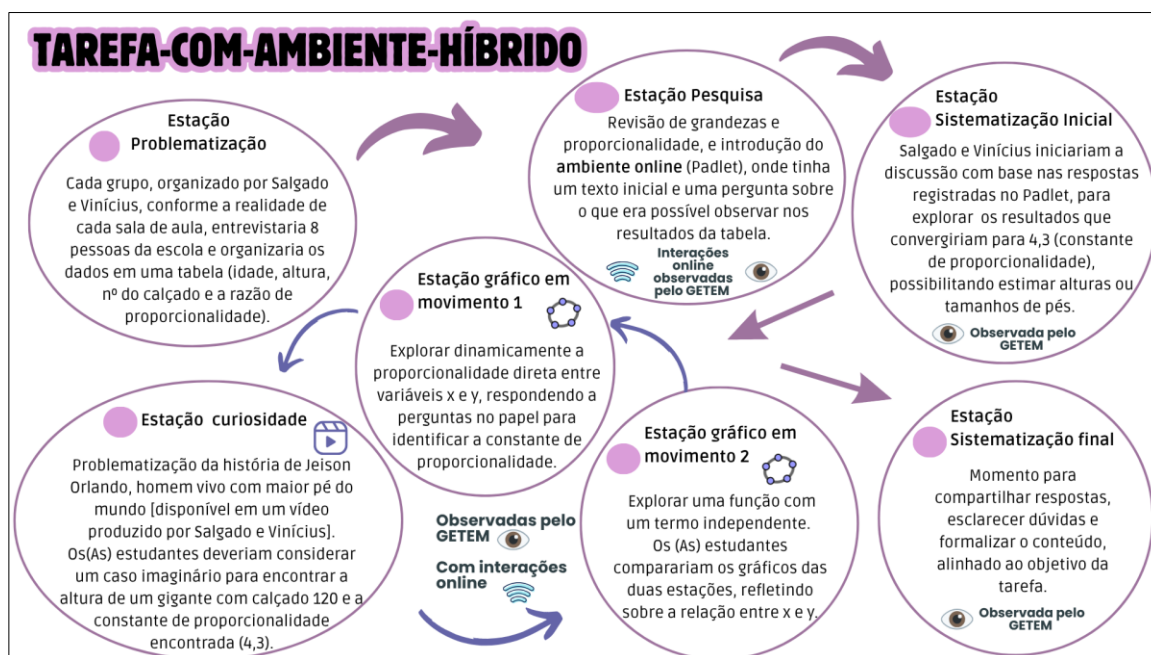 TAREFA-COM-AMBIENTE-HÍBRIDO
Estação
Problematização
Cada grupo, organizado por Salgado
e Vinícius, conforme a realidade de
cada sala de aula, entrevistaria 8
pessoas da escola e organizaria os
dados em uma tabela (idade, altura,
nº do calçado e a razão de
proporcionalidade).
Estação Pesquisa
Revisão de grandezas e
proporcionalidade, e introdução do
ambiente online (Padlet), onde tinha
um texto inicial e uma pergunta sobre
o que era possível observar nos
resultados da tabela.
Interações
online
observadas
pelo GETEM
Estação
Sistematização Inicial
Salgado e Vinícius iniciariam a
discussão com base nas respostas
registradas no Padlet, para
explorar os resultados que
convergiriam para 4,3 (constante
de proporcionalidade),
possibilitando estimar alturas ou
tamanhos de pés.
Observada pelo
GETEM
Estação gráfico em
movimento 1
Explorar dinamicamente a
proporcionalidade direta entre
variáveis x e y, respondendo a
perguntas no papel para
identificar a constante de
proporcionalidade.
Estação curiosidade
Problematização da história de Jeison
Orlando, homem vivo com maior pé do
mundo [disponível em um vídeo
produzido por Salgado e Vinícius].
Os(As) estudantes deveriam considerar
um caso imaginário para encontrar a
altura de um gigante com calçado 120 e a
constante de proporcionalidade
encontrada (4,3).
Observadas pelo
GETEM
Com interações
online
Estação gráfico em
movimento 2
Explorar uma função com
um termo independente.
Os (As) estudantes
comparariam os gráficos das
duas estações, refletindo
sobre a relação entre x e y.
Estação
Sistematização final
Momento para
compartilhar respostas,
esclarecer dúvidas e
formalizar o conteúdo,
alinhado ao objetivo da
tarefa.
Observada pelo
GETEM